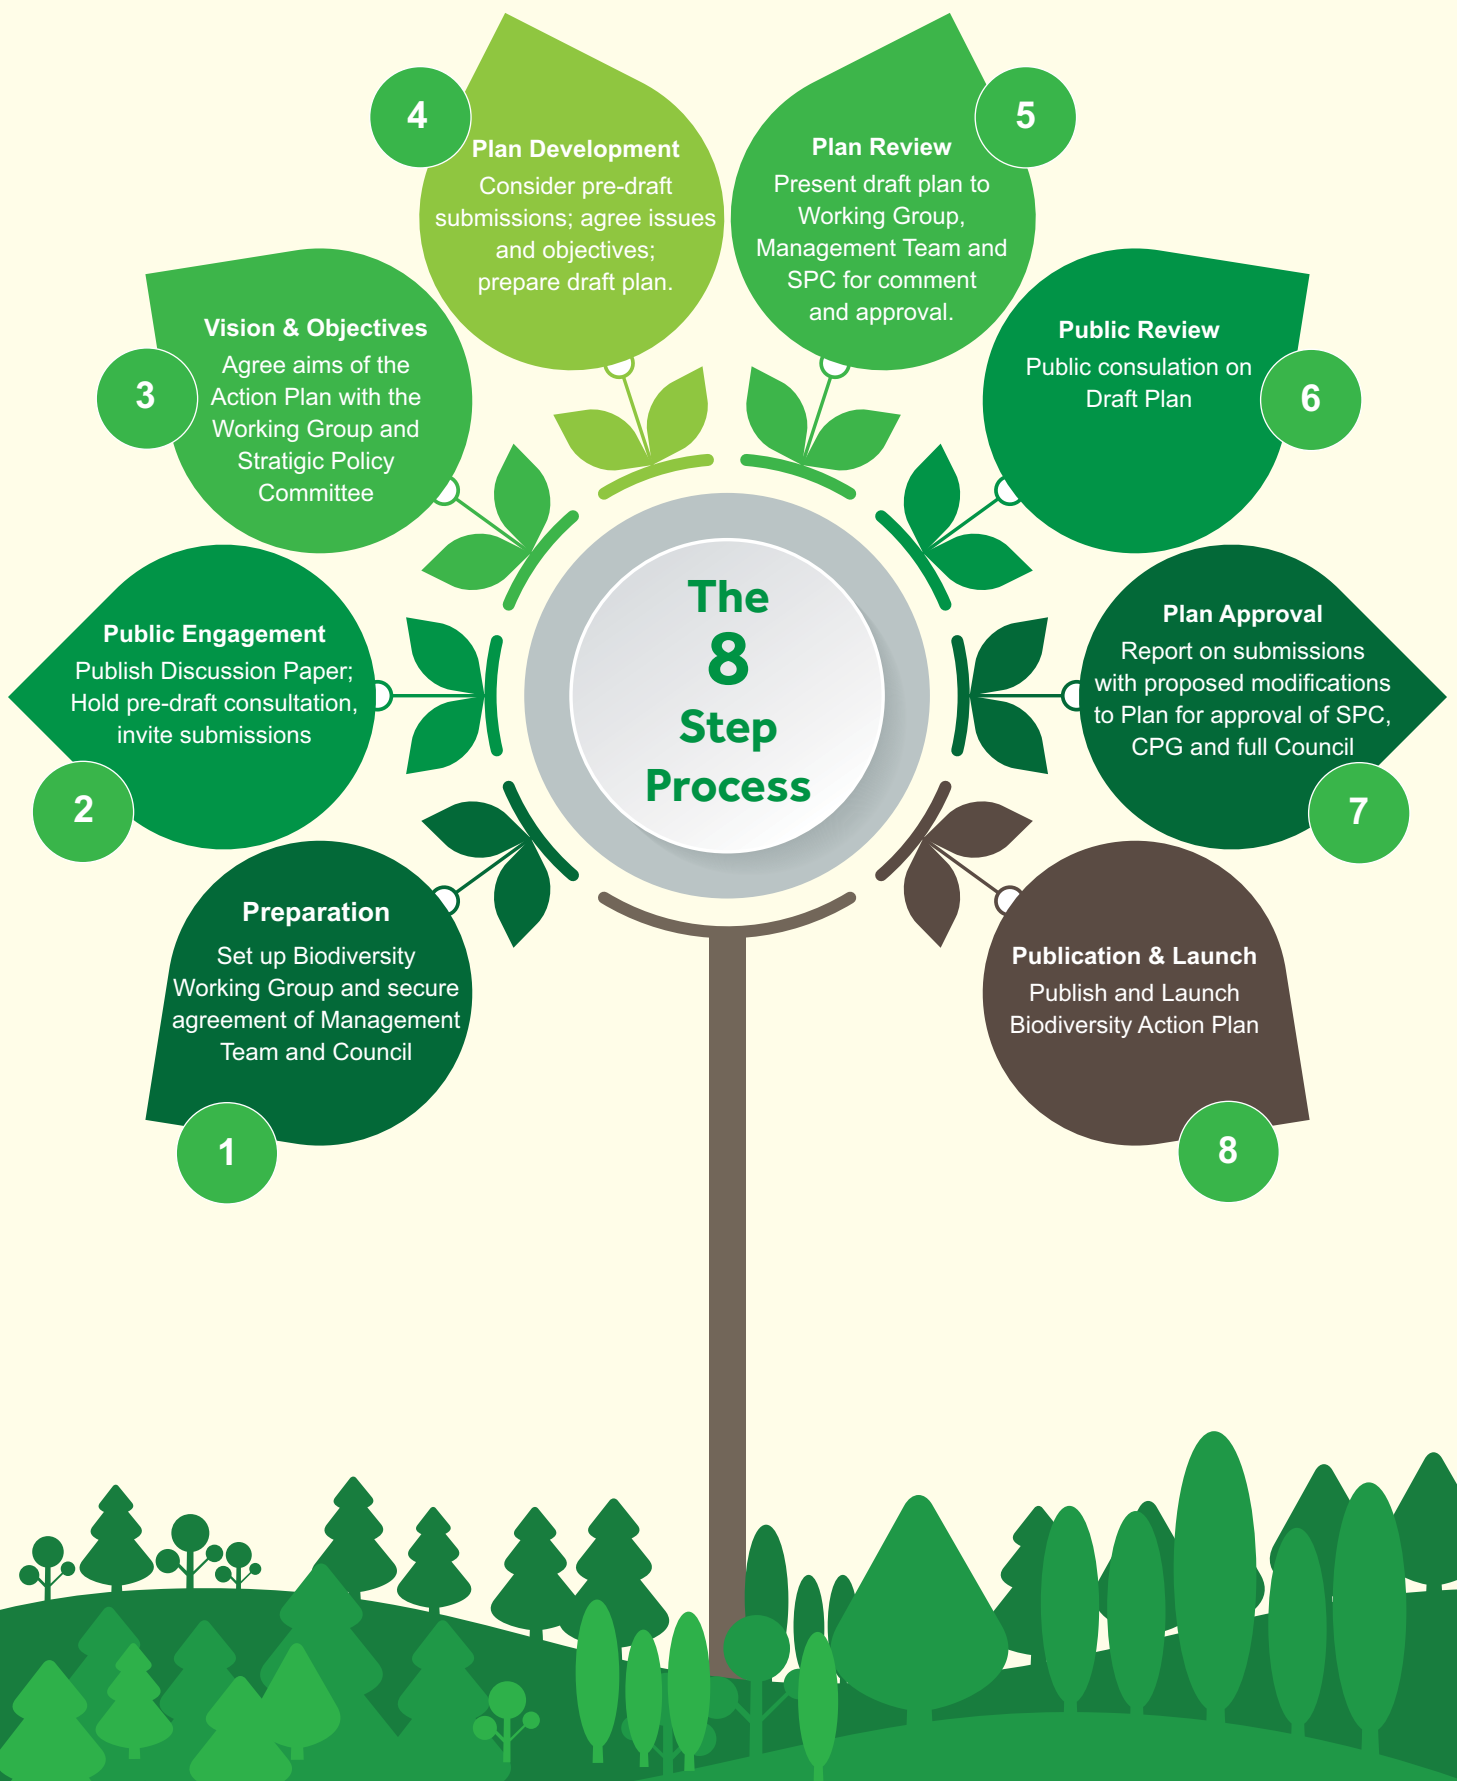 The
8
Step
Process
1
Preparation
Set up Biodiversity
Working Group and secure
agreement of Management
Team and Council
2
Public Engagement
Publish Discussion Paper;
Hold pre-draft consultation,
invite submissions
3
Vision & Objectives
Agree aims of the
Action Plan with the
Working Group and
Stratigic Policy
Committee
4
Plan Development
Consider pre-draft
submissions; agree issues
and objectives;
prepare draft plan.
5
Plan Review
Present draft plan to
Working Group,
Management Team and
SPC for comment
and approval.
6
Public Review
Public consulation on
Draft Plan
7
Plan Approval
Report on submissions
with proposed modifications
to Plan for approval of SPC,
CPG and full Council
8
Publication & Launch
Publish and Launch
Biodiversity Action Plan